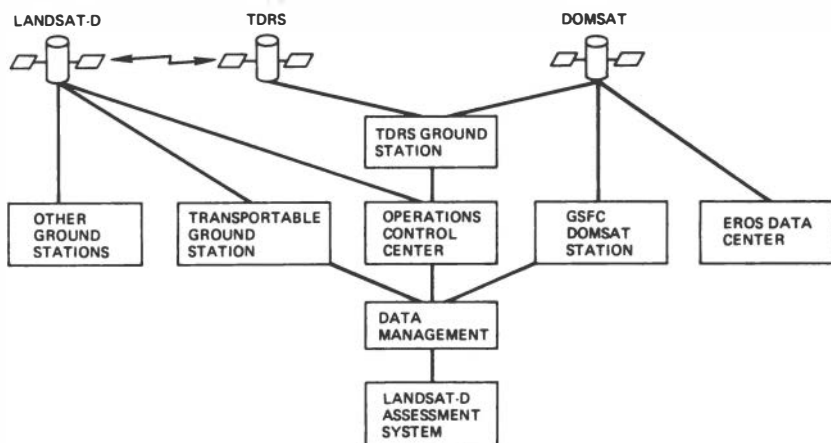 LANDSAT-D
TDRS
DOMSAT
TDRS GROUND
STATION
OTHER
GROUND
STATIONS
TRANSPORTABLE
GROUND
STATION
OPERATIONS
CONTROL
CENTER
GSFC
DOMSAT
STATION
EROS DATA
CENTER
DATA
MANAGEMENT
LANDSAT-D
ASSESSMENT
SYSTEM